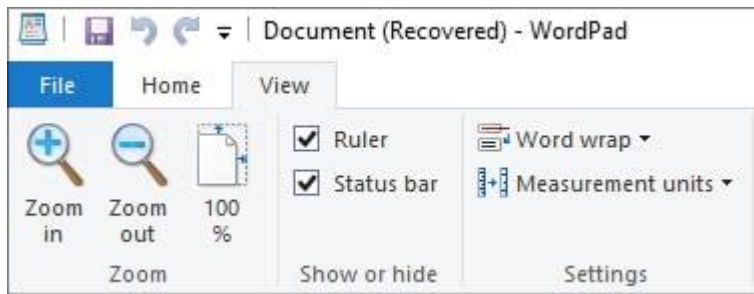 Document (Recovered) - WordPad
File Home View
Zoom in
Zoom out
100 %
Zoom
Ruler
Status bar
Show or hide
Word wrap
Measurement units
Settings